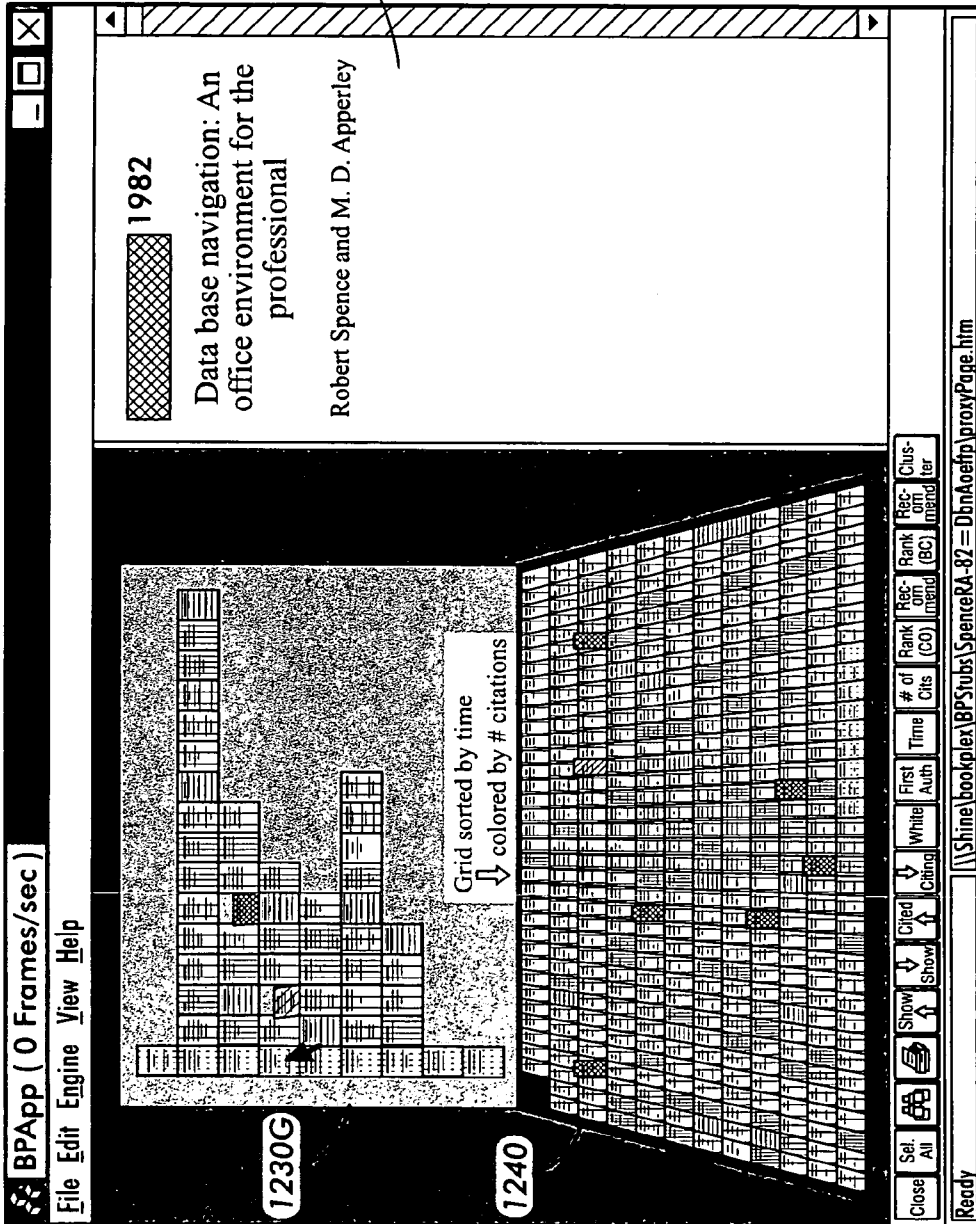 BPApp ( 0 Frames/sec )
File Edit Engine View Help
1982
Data base navigation: An
office environment for the
professional
Robert Spence and M. D. Apperley
1230G
Grid sorted by time
⇩ colored by # citations
1240
Close
Sel.
All
Show
⇧
⇩
Show
Cited
⇧
⇩
Citing
White
First
Auth
Time
# of
Cits
Rank
(CO)
Rec-
om
mend
Rank
(BC)
Rec-
om
mend
Clus-
ter
Ready
\\Shine\bookplex\BPStubs\SpenceRA-82 = DbnAoeftp\proxyPage.htm